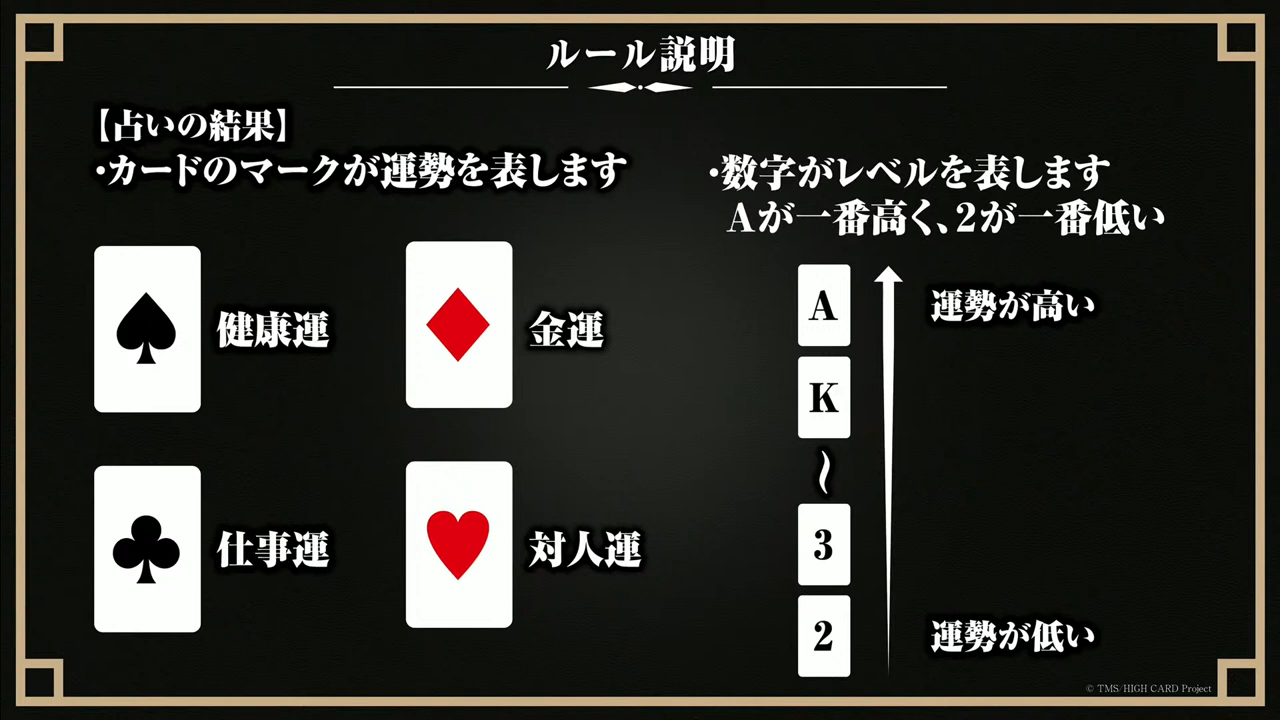 ルール説明
【占いの結果】
・カードのマークが運勢を表します
健康運
金運
仕事運
対人運
・数字がレベルを表します
Aが一番高く、2が一番低い
A
運勢が高い
K
〜
3
2
運勢が低い
© TMS/HIGH CARD Project